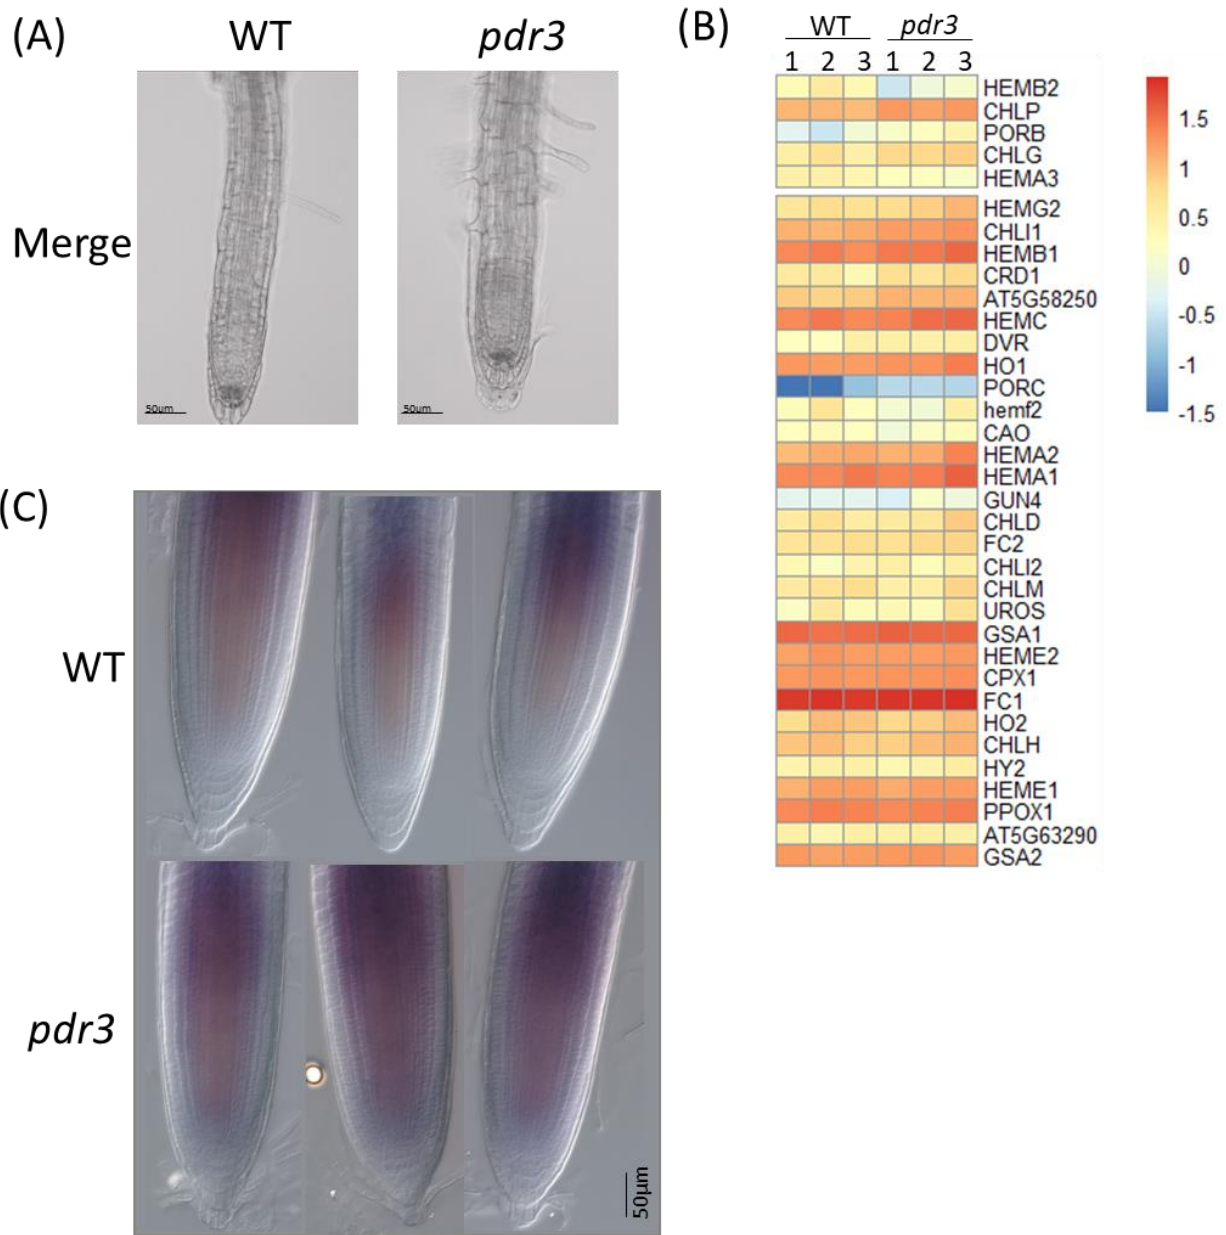 (A)
WT
pdr3
Merge
50μm
50μm
(B)
WT
pdr3
1 2 3 1 2 3
HEMB2
CHLP
PORB
CHLG
HEMA3
HEMG2
CHLI1
HEMB1
CRD1
AT5G58250
HEMC
DVR
HO1
PORC
hemf2
CAO
HEMA2
HEMA1
GUN4
CHLD
FC2
CHLI2
CHLM
UROS
GSA1
HEME2
CPX1
FC1
HO2
CHLH
HY2
HEME1
PPOX1
AT5G63290
GSA2
1.5
1
0.5
0
-0.5
-1
-1.5
(C)
WT
pdr3
50μm